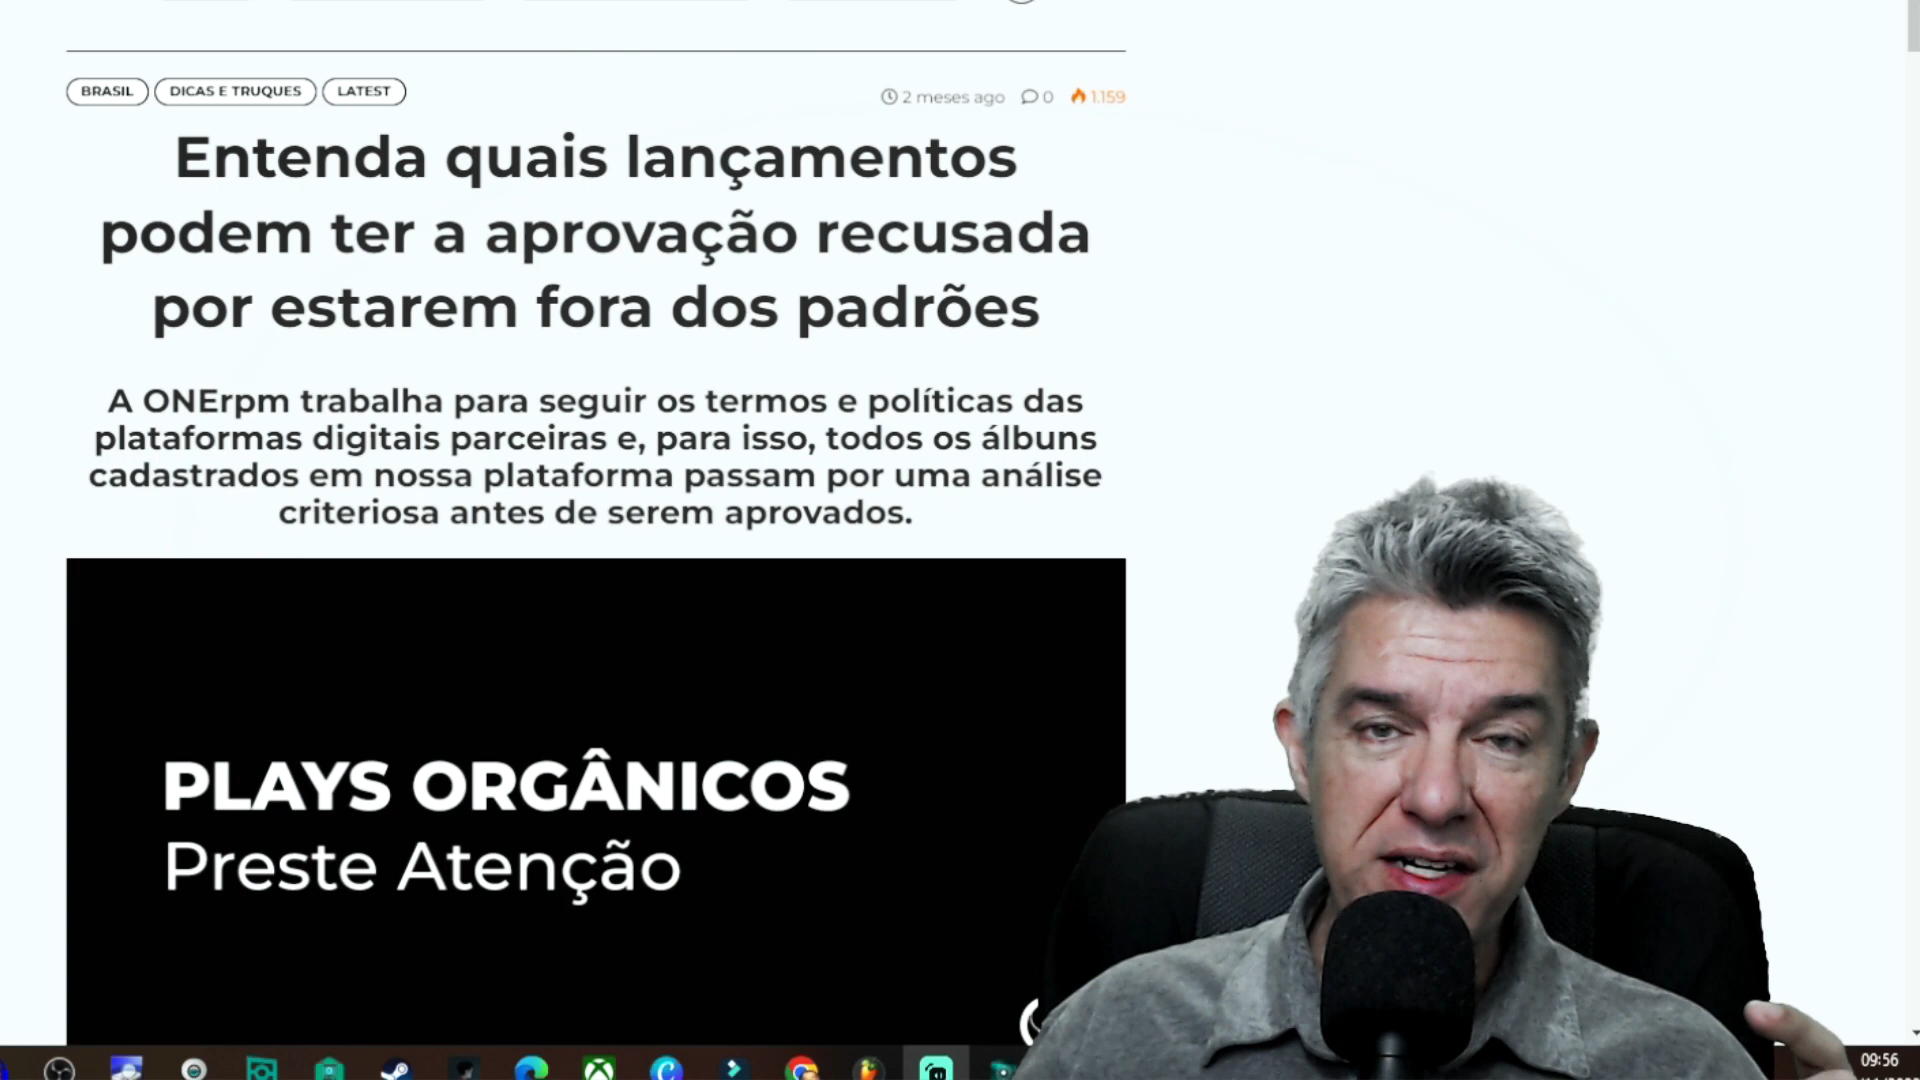 BRASIL DICAS E TRUQUES LATEST
2 meses ago 0 1.159
Entenda quais lançamentos
podem ter a aprovação recusada
por estarem fora dos padrões
A ONErpm trabalha para seguir os termos e políticas das
plataformas digitais parceiras e, para isso, todos os álbuns
cadastrados em nossa plataforma passam por uma análise
criteriosa antes de serem aprovados.
PLAYS ORGÂNICOS
Preste Atenção
09:56